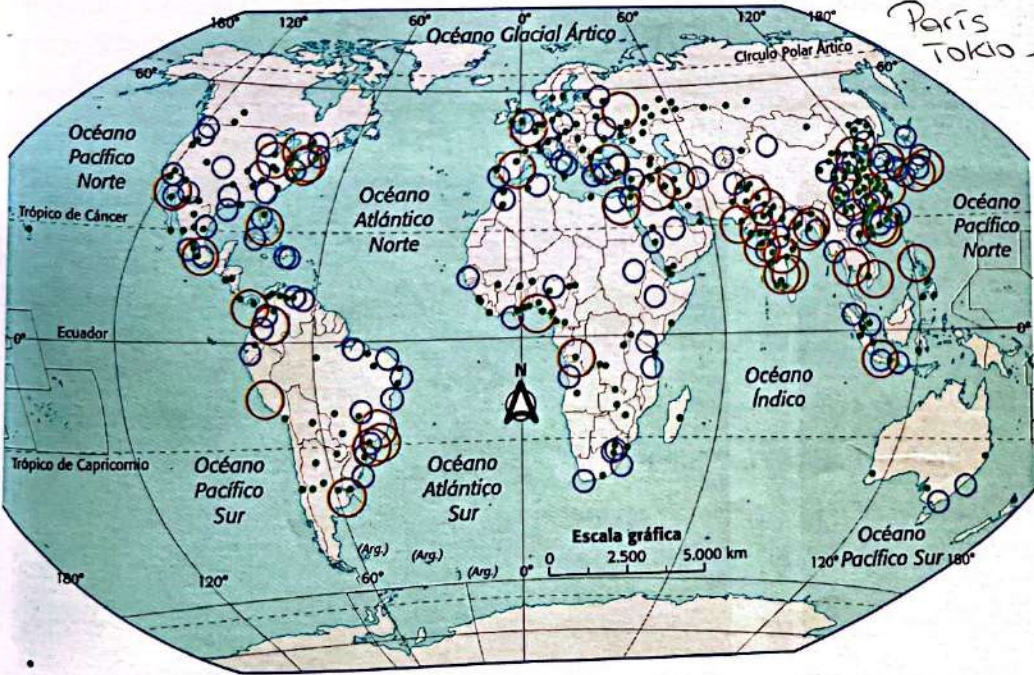 París
Tokio
180°
120°
60°
0°
60°
120°
180°
Océano Glacial Ártico
Círculo Polar Ártico
60°
60°
Océano
Pacífico
Norte
Océano
Atlántico
Norte
Océano
Pacífico
Norte
Trópico de Cáncer
Ecuador
0°
0°
N
Océano
Índico
Trópico de Capricornio
Océano
Pacífico
Sur
Océano
Atlántico
Sur
Escala gráfica
0 2.500 5.000 km
Océano
Pacífico Sur
(Arg.)
(Arg.)
(Arg.)
180°
120°
60°
0°
120°
180°